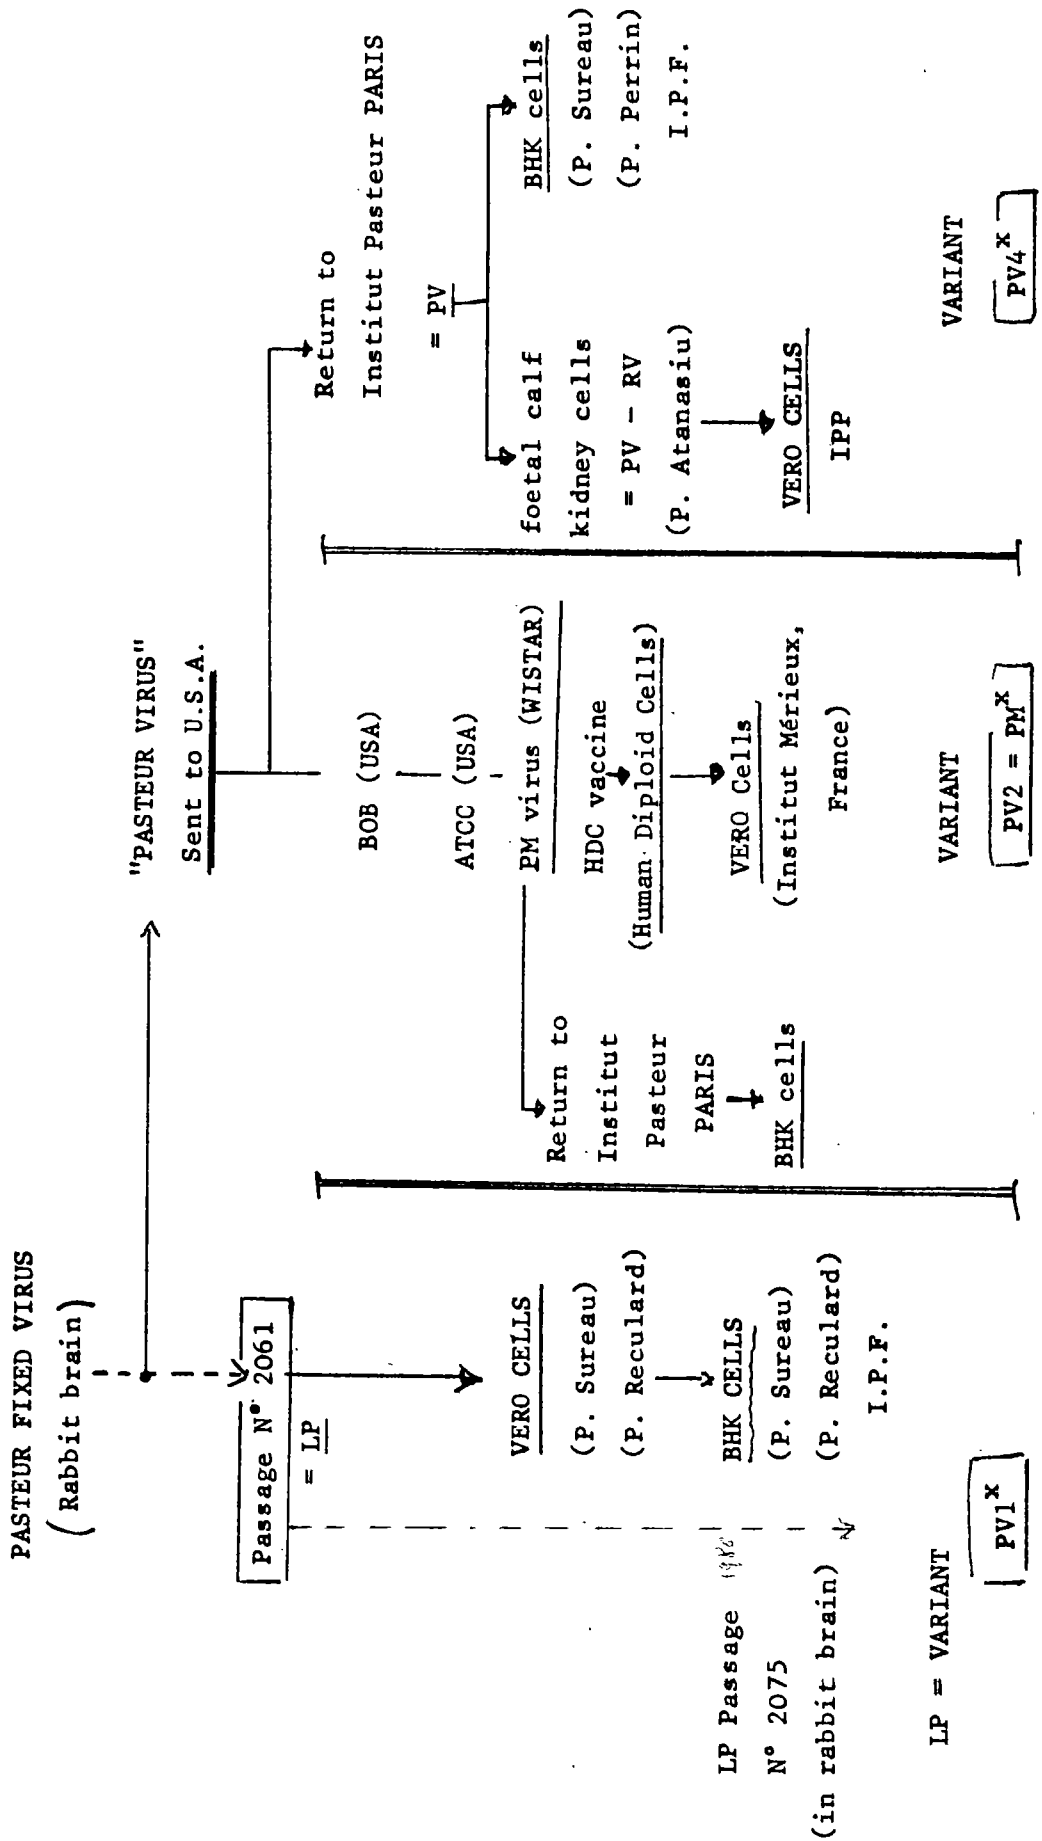 PASTEUR FIXED VIRUS
(Rabbit brain)
Passage N° 2061
= LP
VERO CELLS
(P. Sureau)
(P. Reculard)
BHK CELLS
(P. Sureau)
(P. Reculard)
I.P.F.
LP Passage
N° 2075
(in rabbit brain)
LP = VARIANT
PV1x
"PASTEUR VIRUS"
Sent to U.S.A.
BOB (USA)
ATCC (USA)
PM virus (WISTAR)
HDC vaccine
(Human Diploid Cells)
VERO Cells
(Institut Mérieux,
France)
Return to
Institut
Pasteur
PARIS
BHK cells
VARIANT
PV2 = PMx
Return to
Institut Pasteur PARIS
= PV
foetal calf
kidney cells
= PV - RV
(P. Atanasiu)
VERO CELLS
IPP
BHK cells
(P. Sureau)
(P. Perrin)
I.P.F.
VARIANT
PV4x